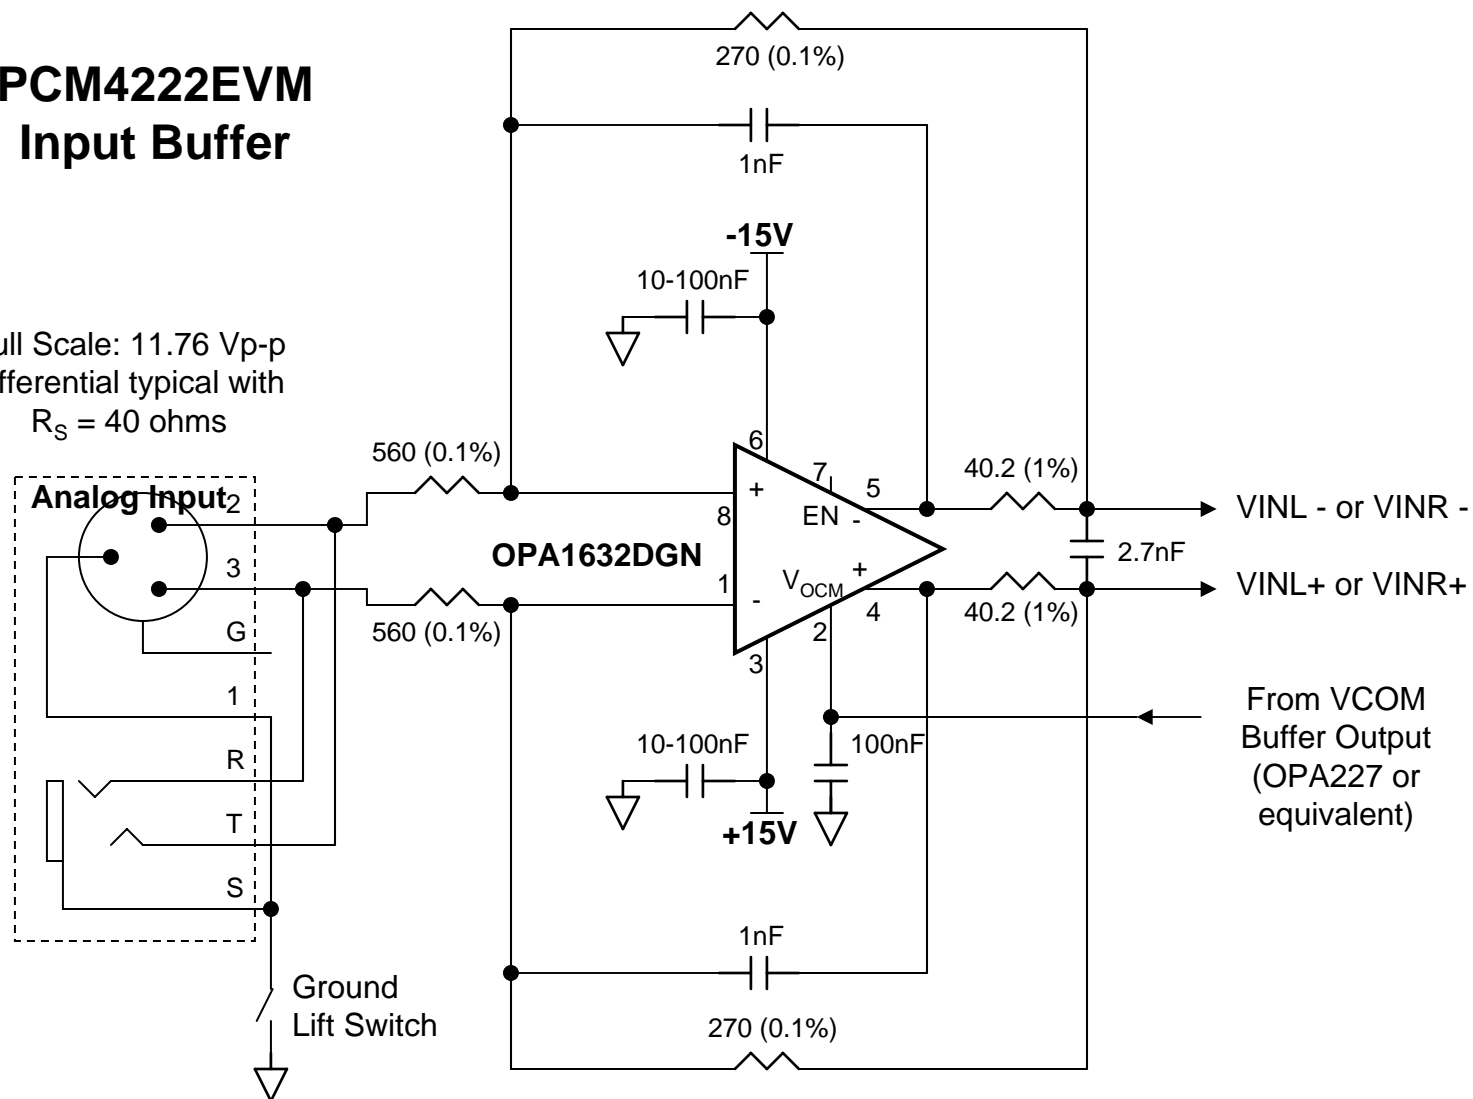 PCM4222EVM
Input Buffer
270 (0.1%)
1nF
-15V
10-100nF
ull Scale: 11.76 Vp-p
ifferential typical with
RS = 40 ohms
560 (0.1%)
6
7
5
40.2 (1%)
Analog Input
2
+
8
EN
-
VINL - or VINR -
OPA1632DGN
2.7nF
3
1
VOCM
+
VINL+ or VINR+
-
4
40.2 (1%)
560 (0.1%)
G
2
3
1
From VCOM
Buffer Output
(OPA227 or
equivalent)
10-100nF
100nF
R
T
+15V
S
1nF
Ground
Lift Switch
270 (0.1%)